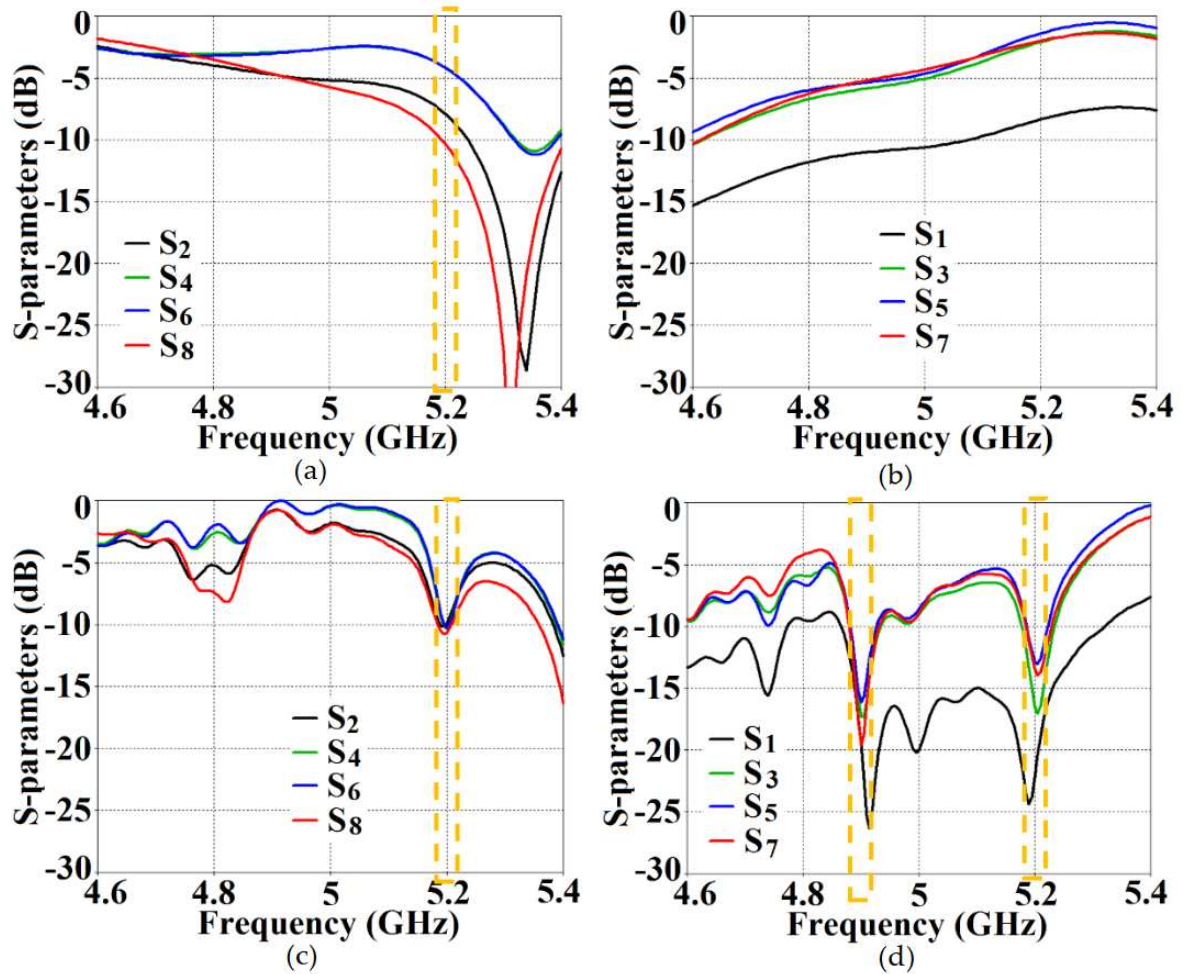 S-parameters (dB)
0
-5
-10
-15
-20
-25
-30
S2
S4
S6
S8
4.6 4.8 5 5.2 5.4
Frequency (GHz)
(a)
S-parameters (dB)
0
-5
-10
-15
-20
-25
-30
S1
S3
S5
S7
4.6 4.8 5 5.2 5.4
Frequency (GHz)
(b)
S-parameters (dB)
0
-5
-10
-15
-20
-25
-30
S2
S4
S6
S8
4.6 4.8 5 5.2 5.4
Frequency (GHz)
(c)
S-parameters (dB)
0
-5
-10
-15
-20
-25
-30
S1
S3
S5
S7
4.6 4.8 5 5.2 5.4
Frequency (GHz)
(d)